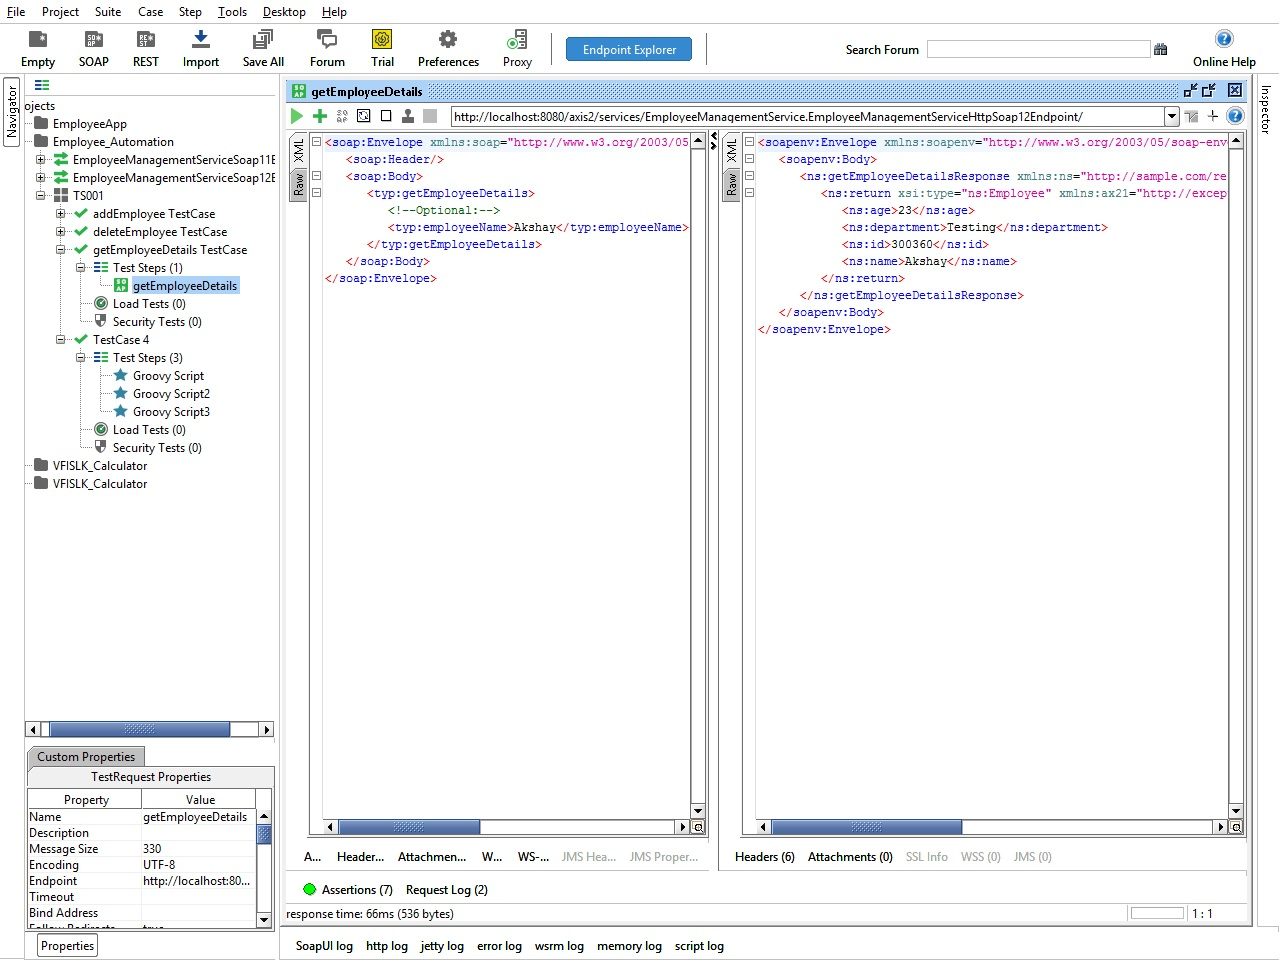 File Project Suite Case Step Tools Desktop Help
Empty SOAP REST Import Save All Forum Trial Preferences Proxy
Endpoint Explorer
Search Forum
Online Help
Navigator
Inspector
ojects
EmployeeApp
Employee_Automation
EmployeeManagementServiceSoap11E
EmployeeManagementServiceSoap12E
TS001
addEmployee TestCase
deleteEmployee TestCase
getEmployeeDetails TestCase
Test Steps (1)
getEmployeeDetails
Load Tests (0)
Security Tests (0)
TestCase 4
Test Steps (3)
Groovy Script
Groovy Script2
Groovy Script3
Load Tests (0)
Security Tests (0)
VFISLK_Calculator
VFISLK_Calculator
Custom Properties
TestRequest Properties
Property Value
Name getEmployeeDetails
Description
Message Size 330
Encoding UTF-8
Endpoint http://localhost:80...
Timeout
Bind Address
Follow Redirects true
Properties
getEmployeeDetails
http://localhost:8080/axis2/services/EmployeeManagementService.EmployeeManagementServiceHttpSoap12Endpoint/
XML
Raw
<soap:Envelope xmlns:soap="http://www.w3.org/2003/05
<soap:Header/>
<soap:Body>
<typ:getEmployeeDetails>
<!--Optional:-->
<typ:employeeName>Akshay</typ:employeeName>
</typ:getEmployeeDetails>
</soap:Body>
</soap:Envelope>
XML
Raw
<soapenv:Envelope xmlns:soapenv="http://www.w3.org/2003/05/soap-env
<soapenv:Body>
<ns:getEmployeeDetailsResponse xmlns:ns="http://sample.com/re
<ns:return xsi:type="ns:Employee" xmlns:ax21="http://excep
<ns:age>23</ns:age>
<ns:department>Testing</ns:department>
<ns:id>300360</ns:id>
<ns:name>Akshay</ns:name>
</ns:return>
</ns:getEmployeeDetailsResponse>
</soapenv:Body>
</soapenv:Envelope>
A... Header... Attachmen... W... WS-... JMS Hea... JMS Proper...
Headers (6) Attachments (0) SSL Info WSS (0) JMS (0)
Assertions (7) Request Log (2)
response time: 66ms (536 bytes)
1 : 1
SoapUI log http log jetty log error log wsrm log memory log script log